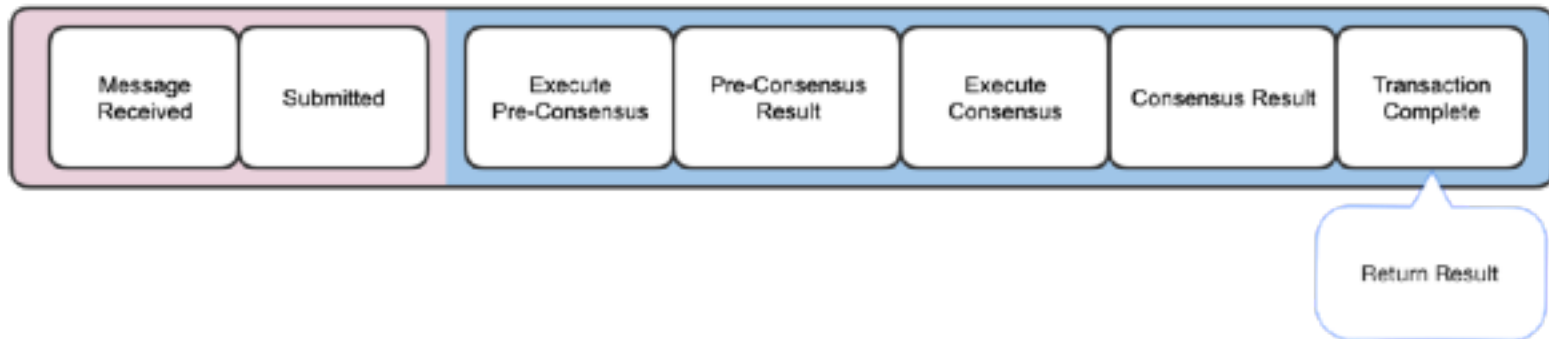 Message
Received
Submitted
Execute
Pre-Consensus
Pre-Consensus
Result
Execute
Consensus
Consensus Result
Transaction
Complete
Return Result